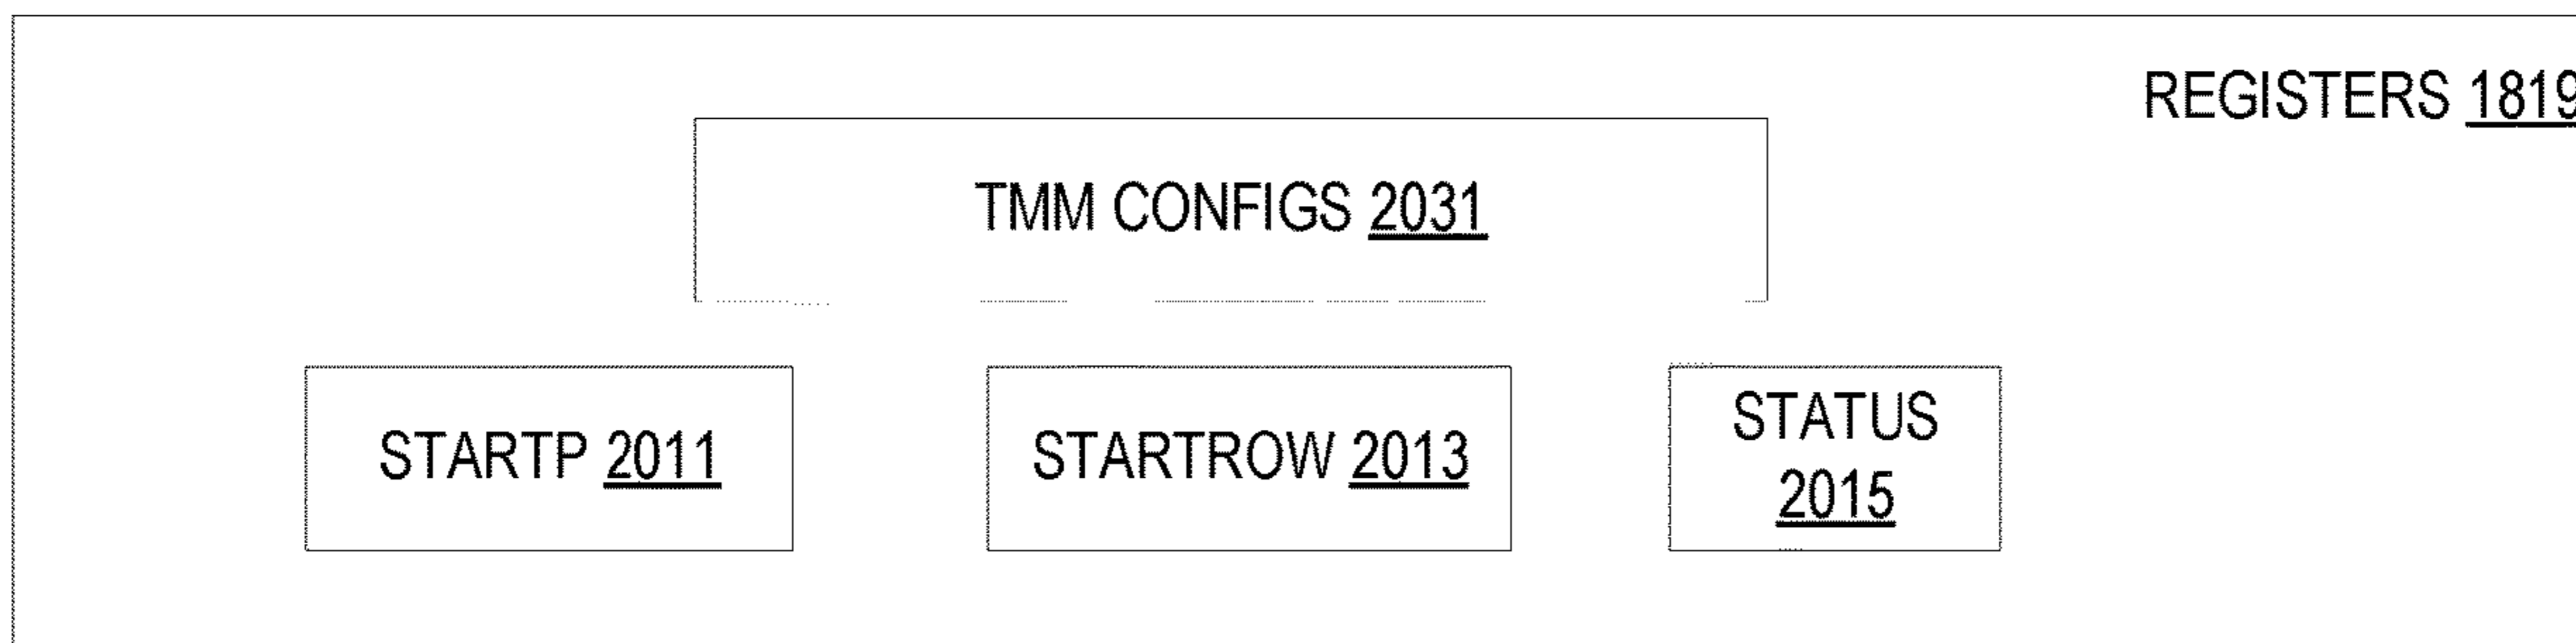 REGISTERS 1819
TMM CONFIGS 2031
STARTP 2011
STARTROW 2013
STATUS
2015